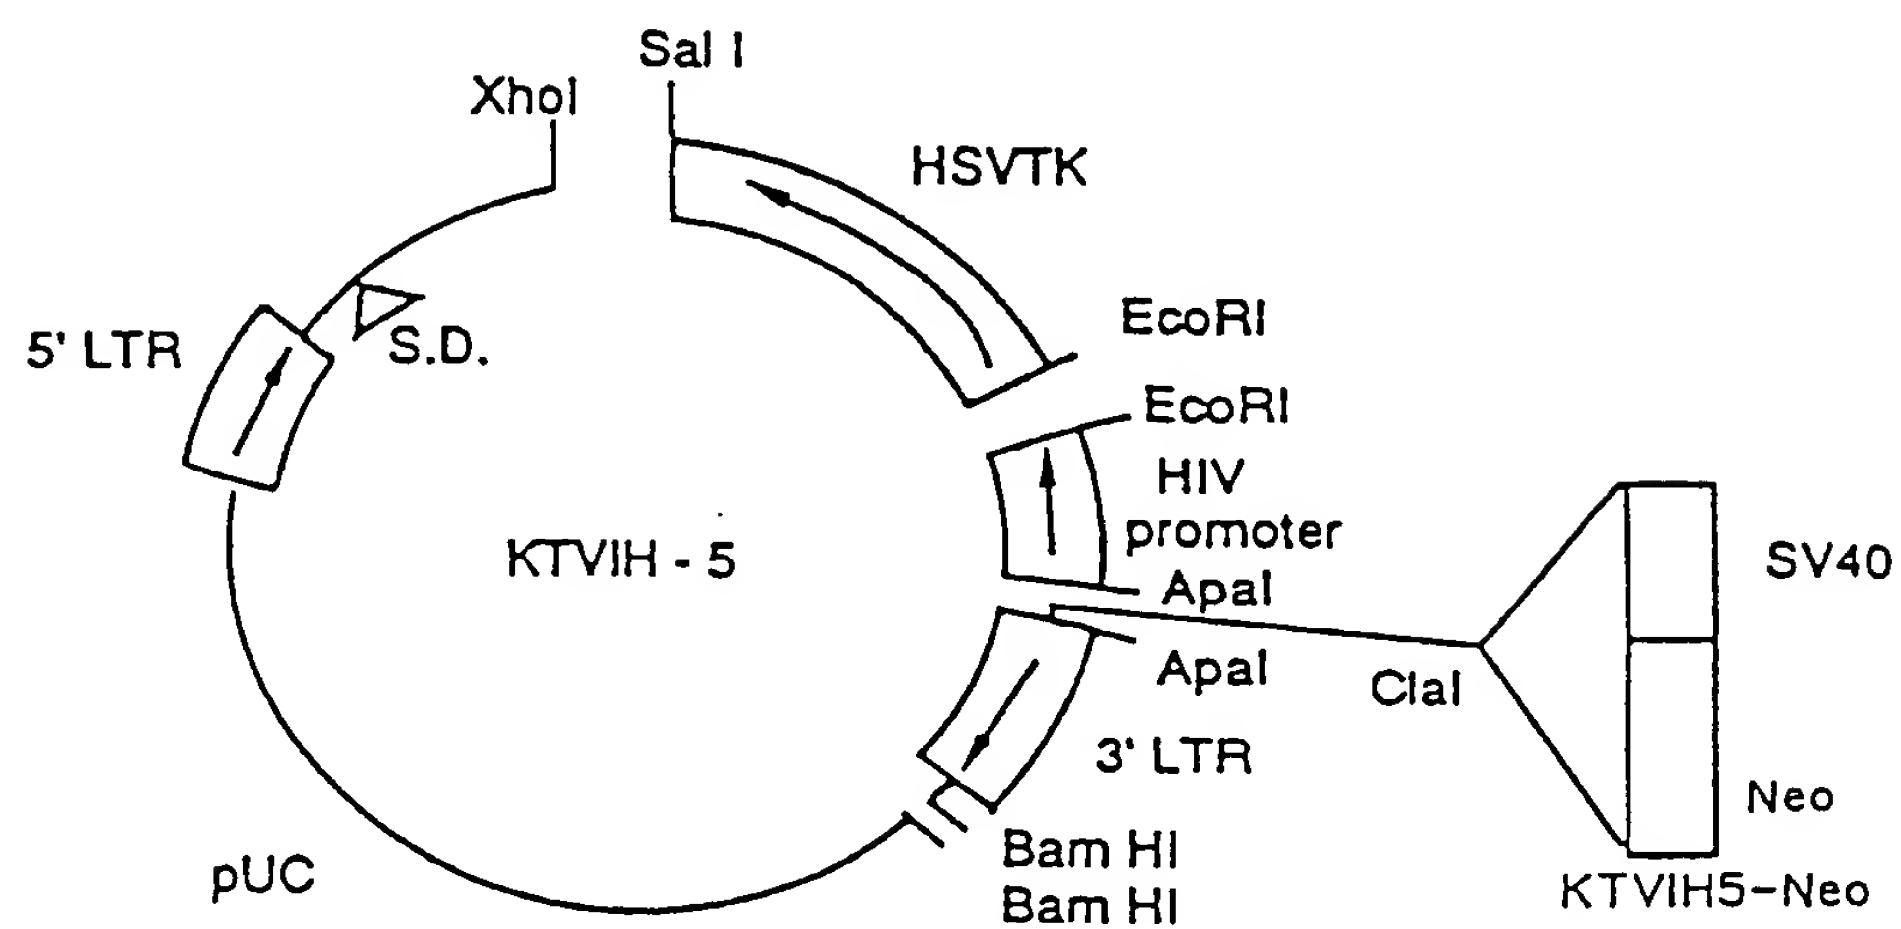 Sal I
XhoI
HSVTK
EcoRI
5' LTR
S.D.
EcoRI
HIV
promoter
KTVIH - 5
SV40
ApaI
ApaI
ClaI
3' LTR
Neo
Bam HI
pUC
KTVIH5-Neo
Bam HI